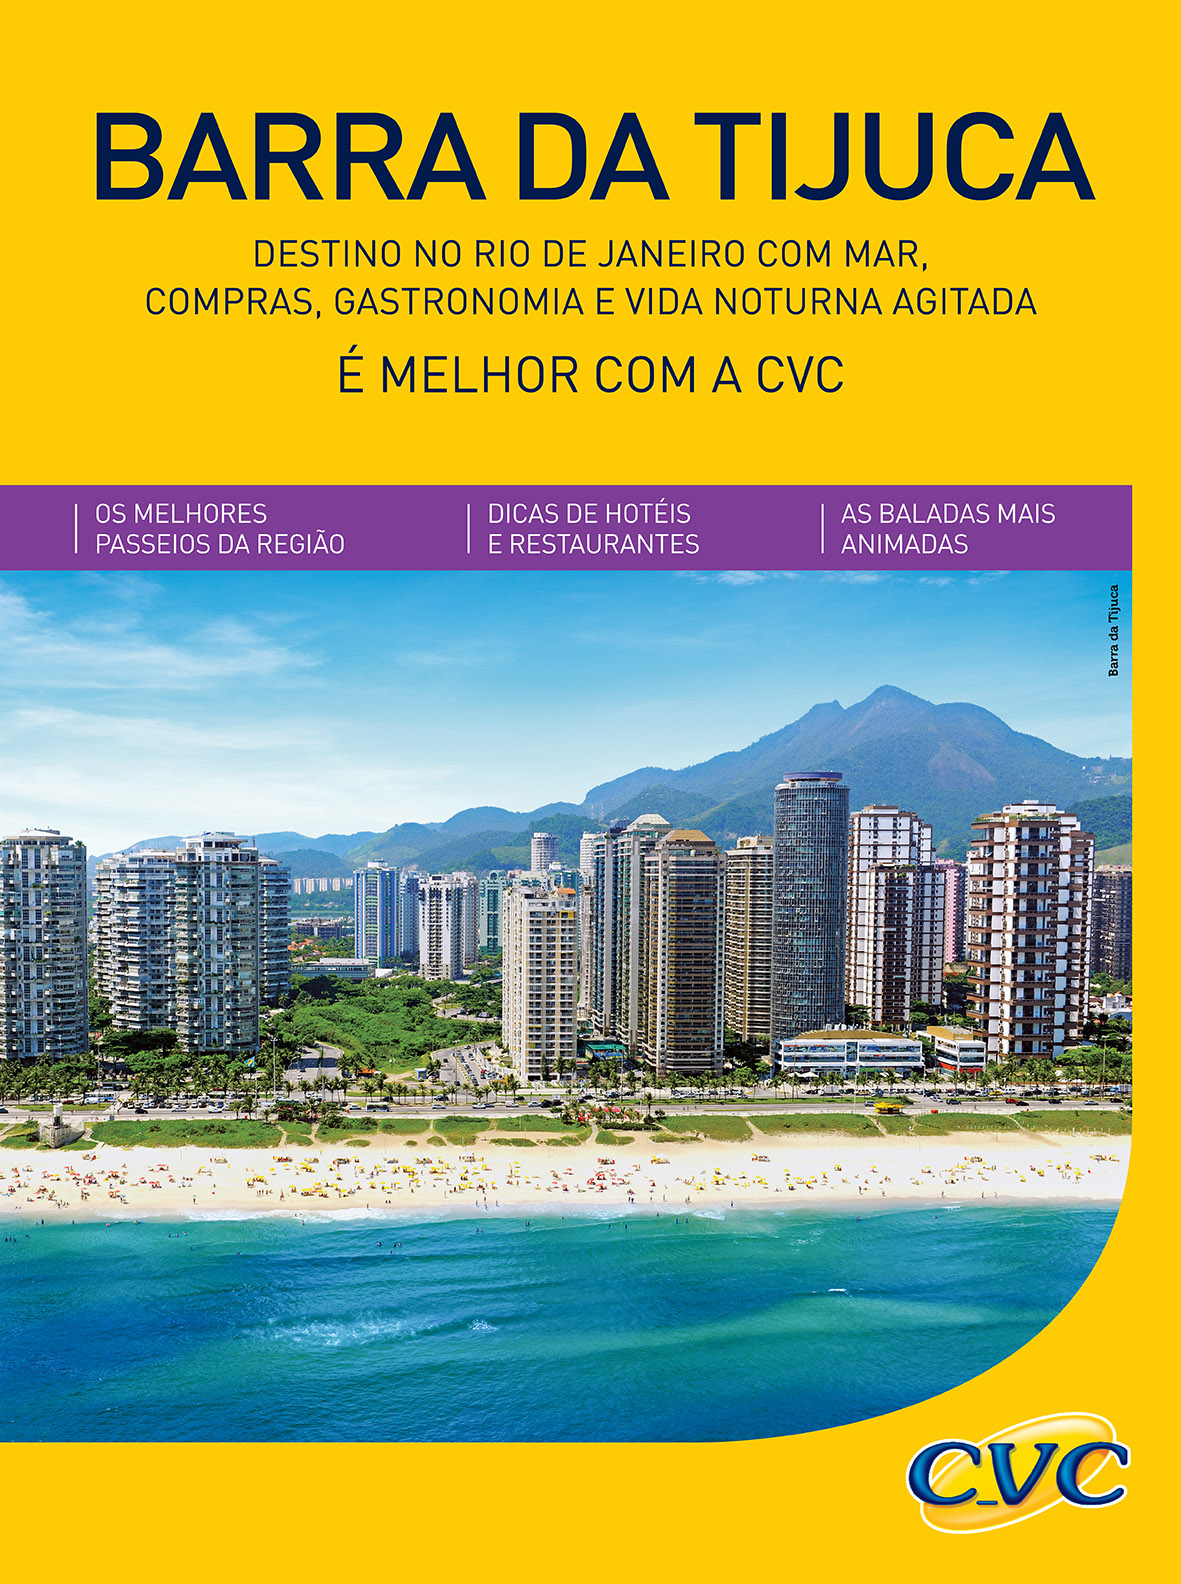 BARRA DA TIJUCA
DESTINO NO RIO DE JANEIRO COM MAR,
COMPRAS, GASTRONOMIA E VIDA NOTURNA AGITADA
É MELHOR COM A CVC
OS MELHORES
PASSEIOS DA REGIÃO
DICAS DE HOTÉIS
E RESTAURANTES
AS BALADAS MAIS
ANIMADAS
Barra da Tijuca
CVC